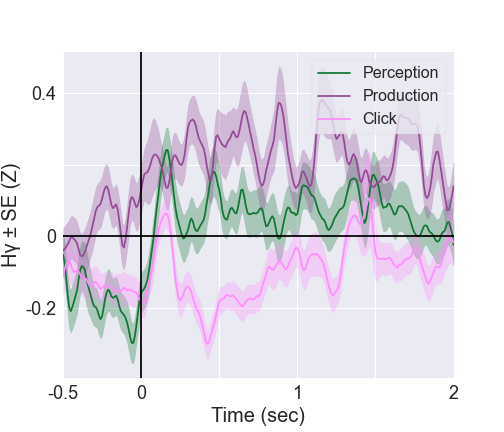 Perception
Production
Click
Hγ ± SE (Z)
0.4
0
-0.2
-0.5
0
1
2
Time (sec)